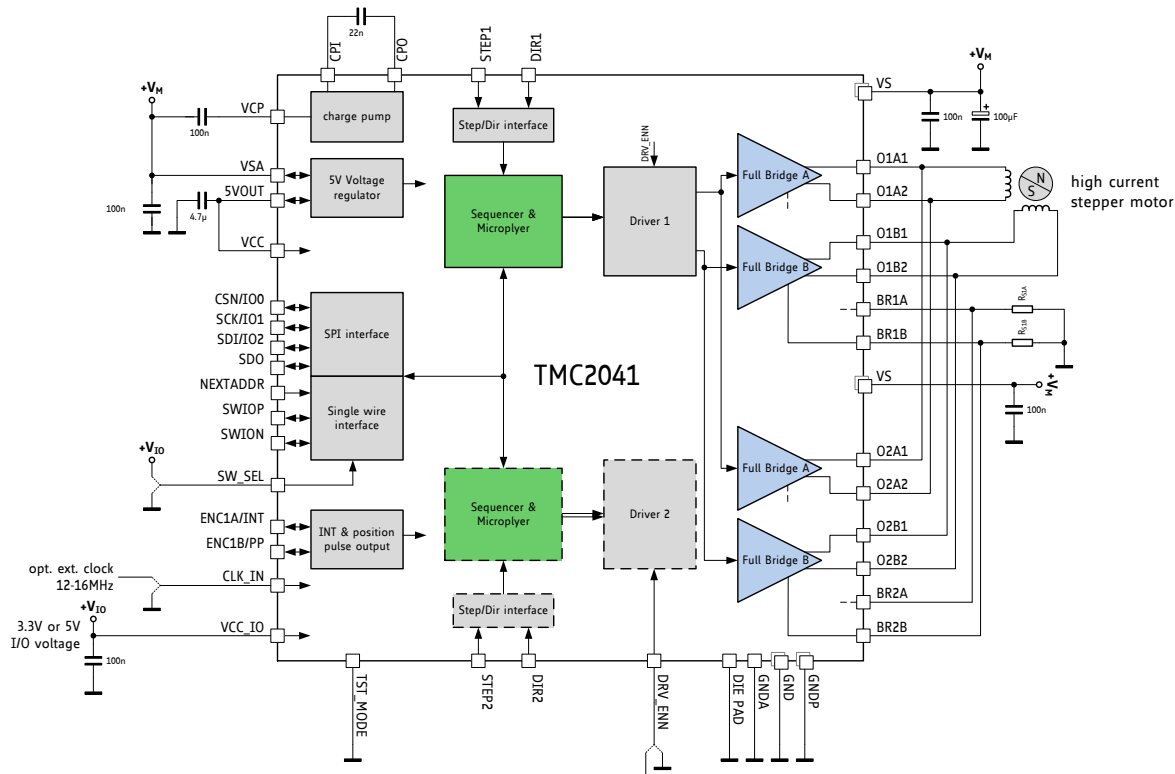 22n
CPI
CPO
STEP1
DIR1
+VM
VCP
100n
charge pump
Step/Dir interface
DRV_ENN
VS
+VM
100n
+
100µF
VSA
5VOUT
100n
4.7µ
5V Voltage
regulator
VCC
Sequencer &
Microplyer
Driver 1
Full Bridge A
Full Bridge B
O1A1
O1A2
O1B1
O1B2
N
S
high current
stepper motor
BR1A
BR1B
RS1A
RS1B
CSN/IO0
SCK/IO1
SDI/IO2
SDO
NEXTADDR
SWIOP
SWION
SPI interface
Single wire
interface
TMC2041
VS
+VM
100n
+VIO
SW_SEL
Sequencer &
Microplyer
Driver 2
Full Bridge A
Full Bridge B
O2A1
O2A2
O2B1
O2B2
BR2A
BR2B
ENC1A/INT
ENC1B/PP
INT & position
pulse output
opt. ext. clock
12-16MHz
CLK_IN
Step/Dir interface
+VIO
3.3V or 5V
I/O voltage
VCC_IO
100n
TST_MODE
STEP2
DIR2
DRV_ENN
DIE PAD
GNDA
GND
GNDP